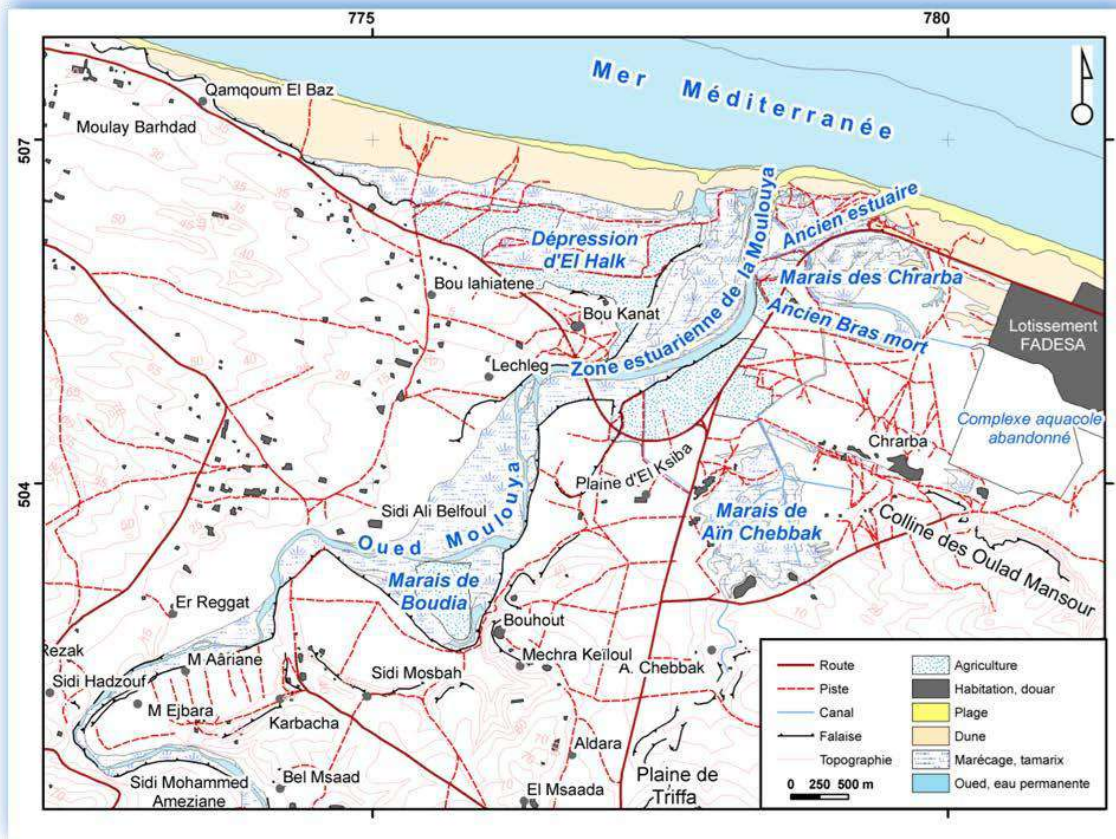 775
780
507
504
Mer Méditerranée
Qamqoum El Baz
Moulay Barhdad
Ancien estuaire
Dépression
d'El Halk
Zone estuarienne de la Moulouya
Marais des Chrarba
Bou lahiatene
Bou Kanat
Ancien Bras mort
Lotissement
FADESA
Lechleg
Complexe aquacole
abandonné
Chrarba
Plaine d'El Ksiba
Sidi Ali Belfoul
Oued Moulouya
Marais de
Aïn Chebbak
Colline des Oulad Mansour
Marais de
Boudia
Er Reggat
Bouhout
Rezak
M Aâriane
Mechra Keïloul
A. Chebbak
Sidi Hadzouf
Sidi Mosbah
M Ejbara
Karbacha
Aldara
Sidi Mohammed
Ameziane
Bel Msaad
El Msaada
Plaine de
Triffa
Route
Piste
Canal
Falaise
Topographie
0 250 500 m
Agriculture
Habitation, douar
Plage
Dune
Marécage, tamarix
Oued, eau permanente